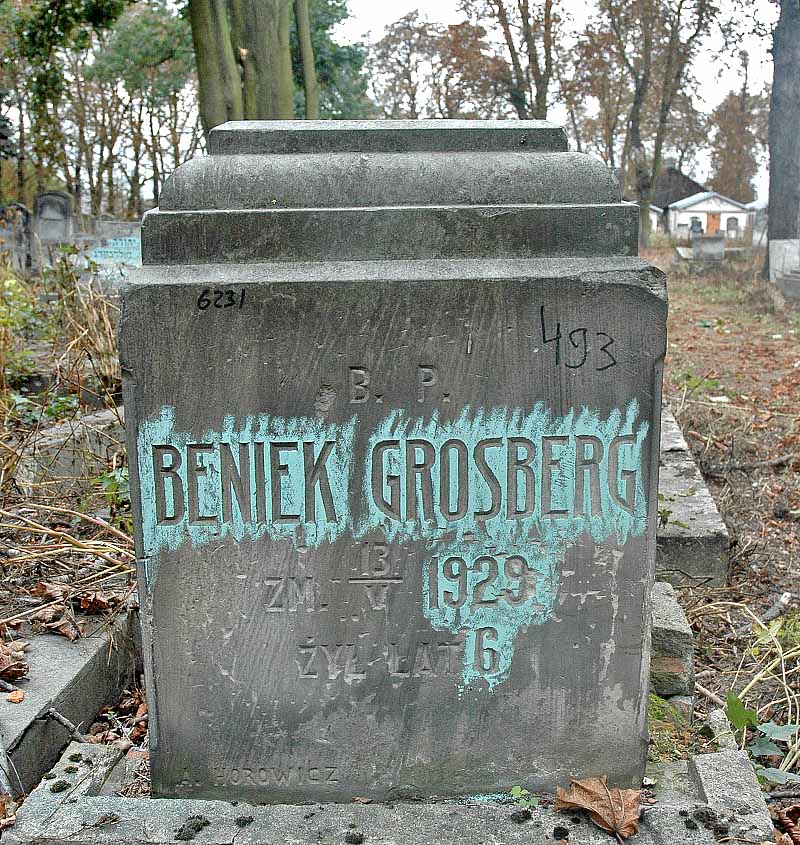 6231
493
B. P.
BENIEK GROSBERG
ZM. 13/V 1929
ŻYŁ LAT 6
A. HOROWICZ